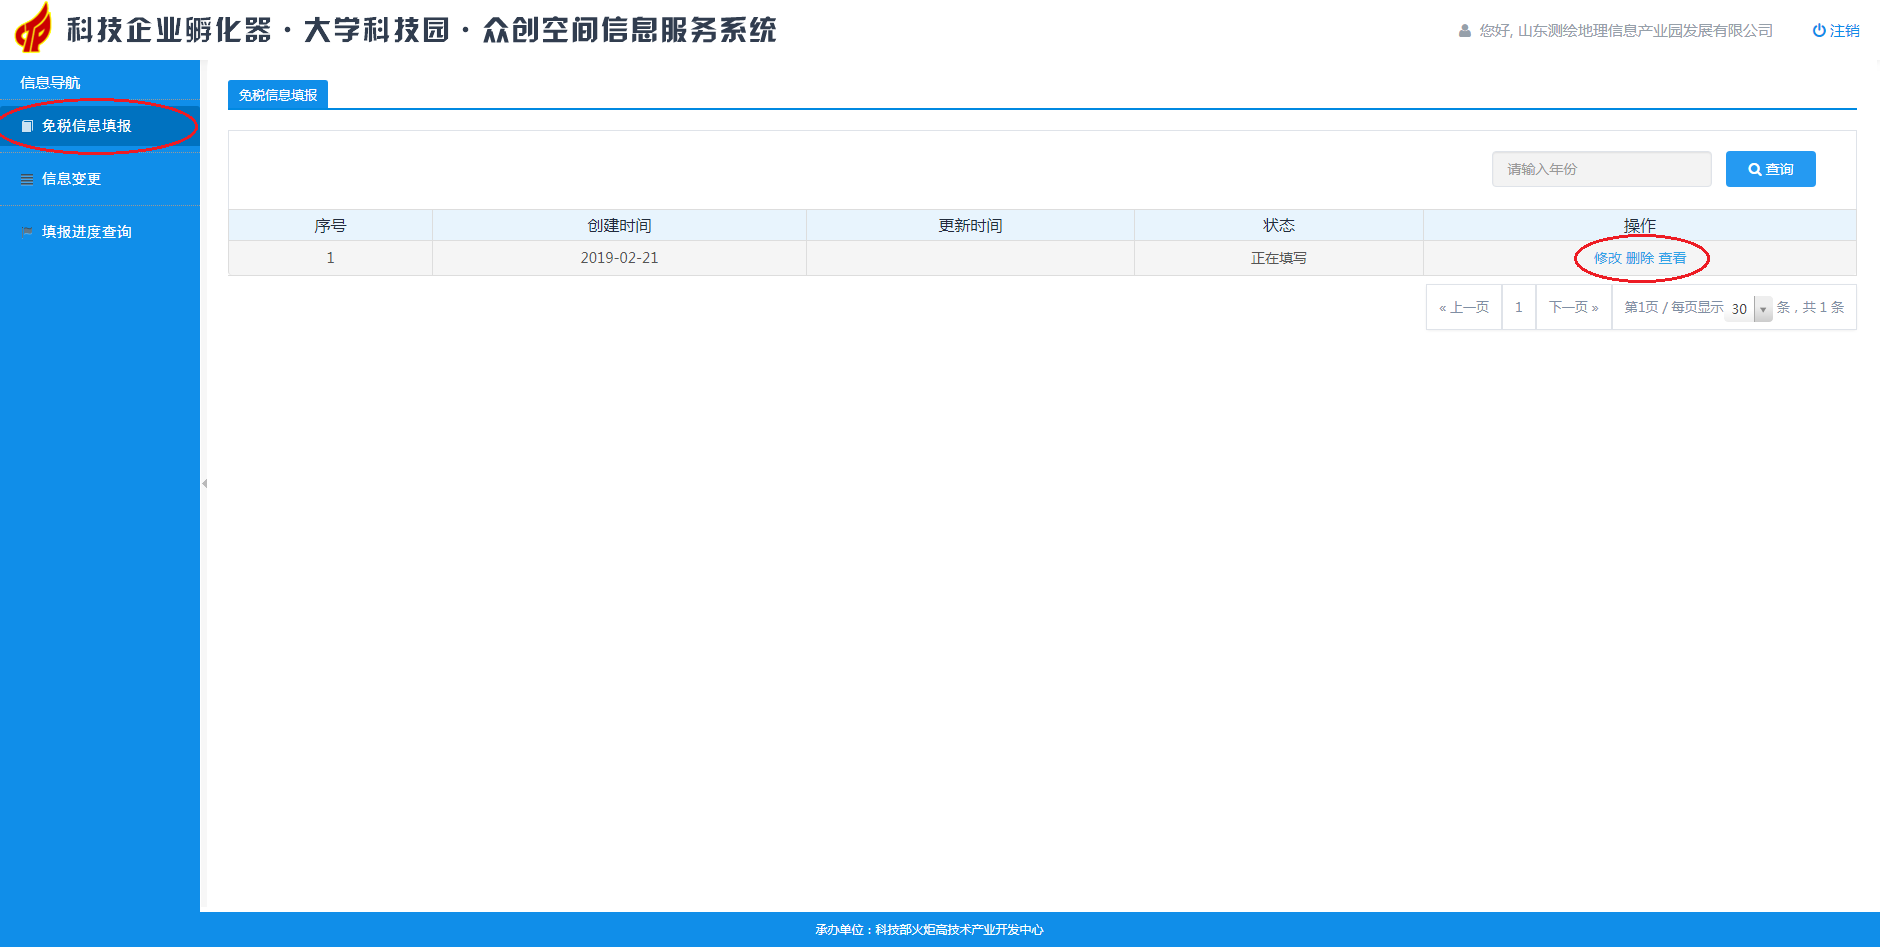 科技企业孵化器·大学科技园·众创空间信息服务系统
您好, 山东测绘地理信息产业园发展有限公司
注销
信息导航
免税信息填报
信息变更
填报进度查询
免税信息填报
请输入年份
查询
序号 创建时间 更新时间 状态 操作
1 2019-02-21 正在填写 修改 删除 查看
« 上一页 1 下一页 » 第1页 / 每页显示 30 条，共 1 条
承办单位：科技部火炬高技术产业开发中心